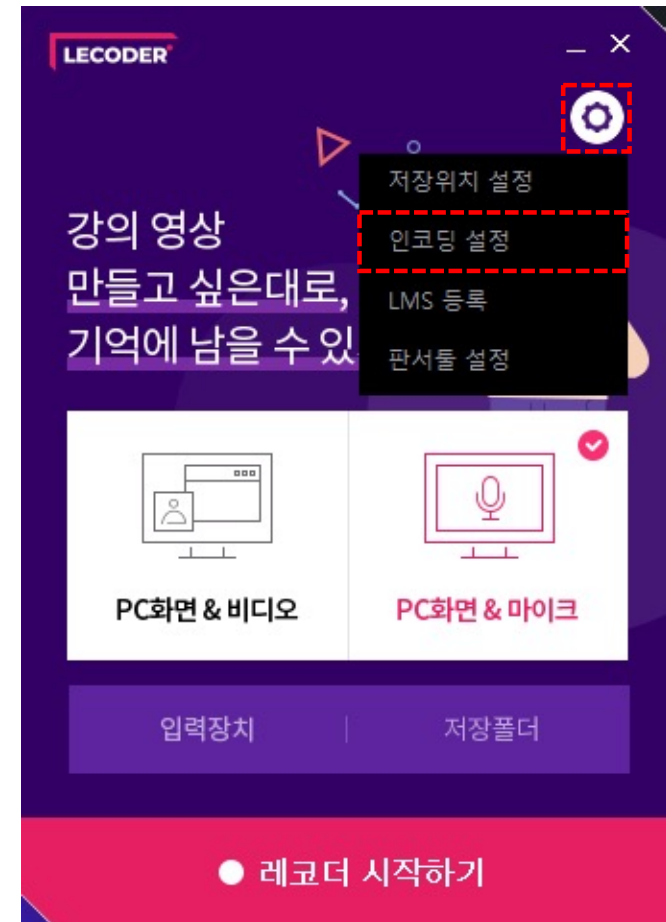 LECODER
저장위치 설정
인코딩 설정
LMS 등록
판서툴 설정
강의 영상
만들고 싶은대로,
기억에 남을 수 있
PC화면 & 비디오
PC화면 & 마이크
입력장치
저장폴더
레코더 시작하기